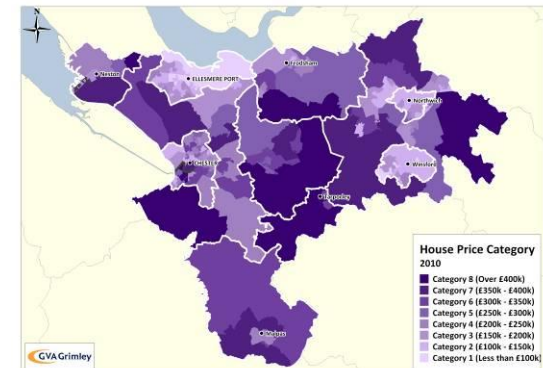 N
Neston
ELLESMERE PORT
Frodsham
Northwich
CHESTER
Winsford
Tarporley
Malpas
House Price Category
2010
Category 8 (Over £400k)
Category 7 (£350k - £400k)
Category 6 (£300k - £350k)
Category 5 (£250k - £300k)
Category 4 (£200k - £250k)
Category 3 (£150k - £200k)
Category 2 (£100k - £150k)
Category 1 (Less than £100k)
GVA Grimley